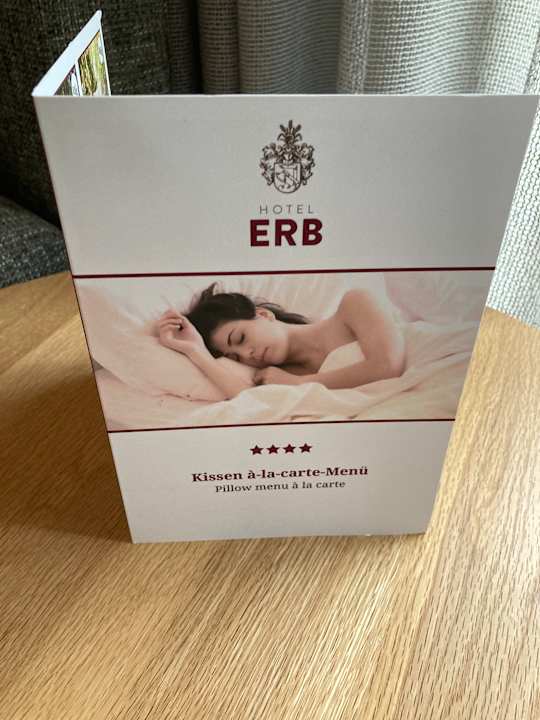 HOTEL
ERB
Kissen à-la-carte-Menü
Pillow menu à la carte